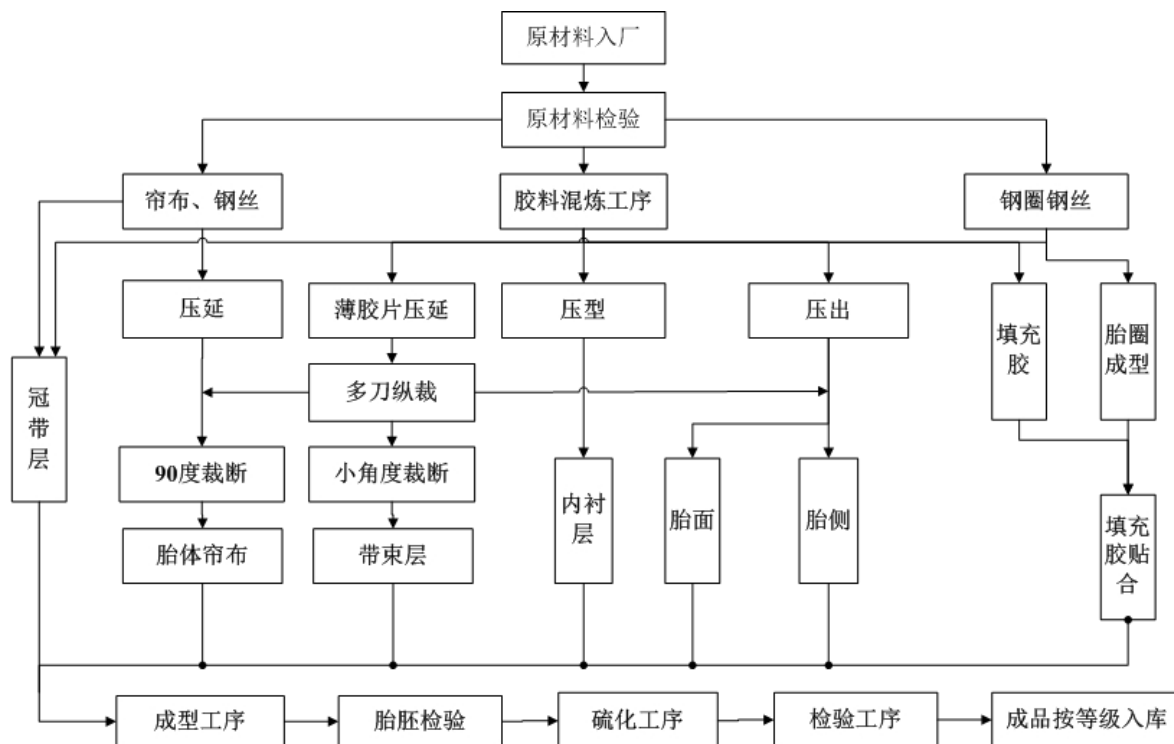 原材料入厂
原材料检验
帘布、钢丝
胶料混炼工序
钢圈钢丝
压延
薄胶片压延
压型
压出
填充
胶
胎圈
成型
冠
带
层
多刀纵裁
90度裁断
小角度裁断
内衬
层
胎面
胎侧
胎体帘布
带束层
填充
胶贴
合
成型工序
胎胚检验
硫化工序
检验工序
成品按等级入库